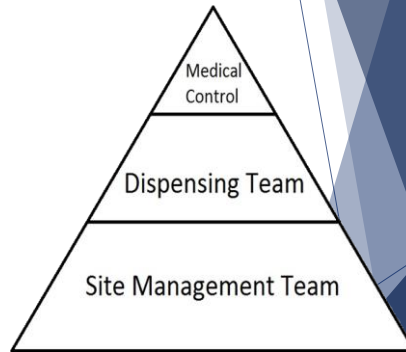 Medical
Control
Dispensing Team
Site Management Team